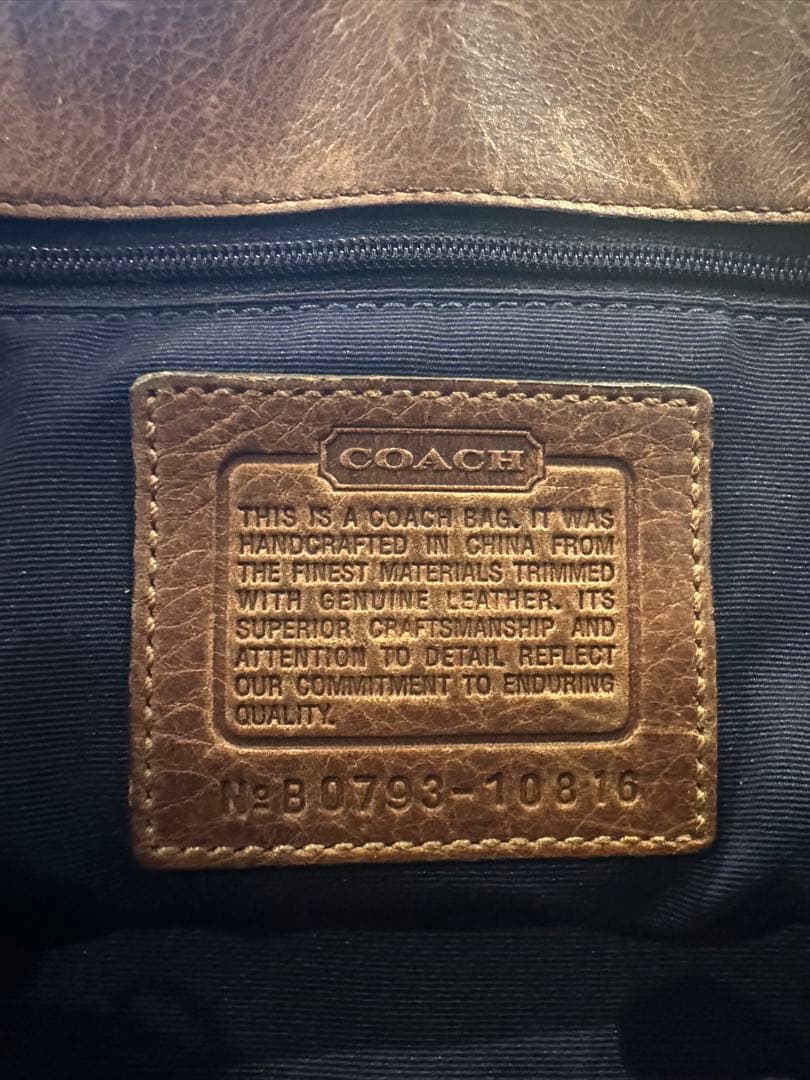 COACH
THIS IS A COACH BAG. IT WAS
HANDCRAFTED IN CHINA FROM
THE FINEST MATERIALS TRIMMED
WITH GENUINE LEATHER. ITS
SUPERIOR CRAFTSMANSHIP AND
ATTENTION TO DETAIL REFLECT
OUR COMMITMENT TO ENDURING
QUALITY.
№ B0793-10816